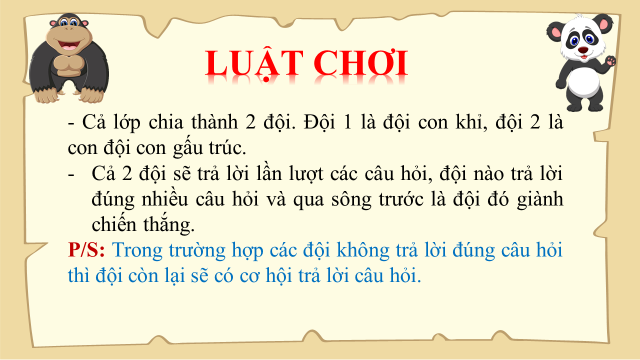 LUẬT CHƠI
- Cả lớp chia thành 2 đội. Đội 1 là đội con khỉ, đội 2 là
con đội con gấu trúc.
- Cả 2 đội sẽ trả lời lần lượt các câu hỏi, đội nào trả lời
đúng nhiều câu hỏi và qua sông trước là đội đó giành
chiến thắng.
P/S: Trong trường hợp các đội không trả lời đúng câu hỏi
thì đội còn lại sẽ có cơ hội trả lời câu hỏi.